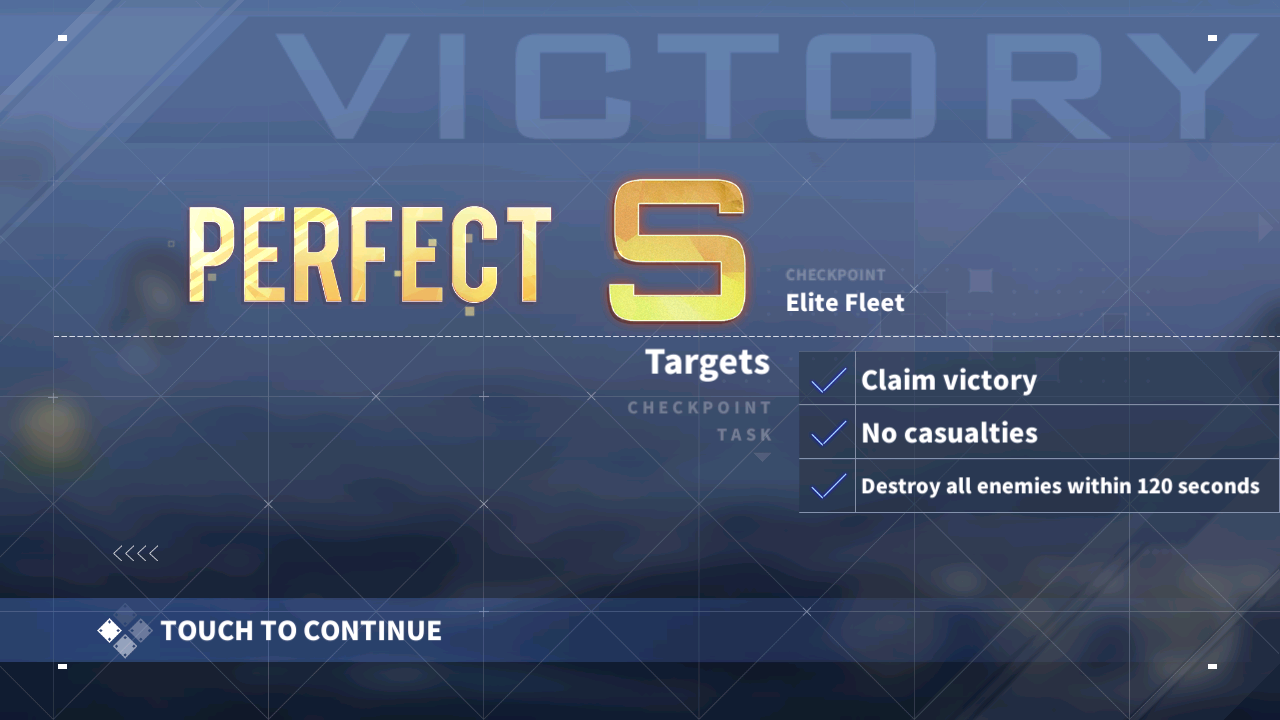 VICTORY
PERFECT S
CHECKPOINT
Elite Fleet
Targets
CHECKPOINT
TASK
Claim victory
No casualties
Destroy all enemies within 120 seconds
TOUCH TO CONTINUE